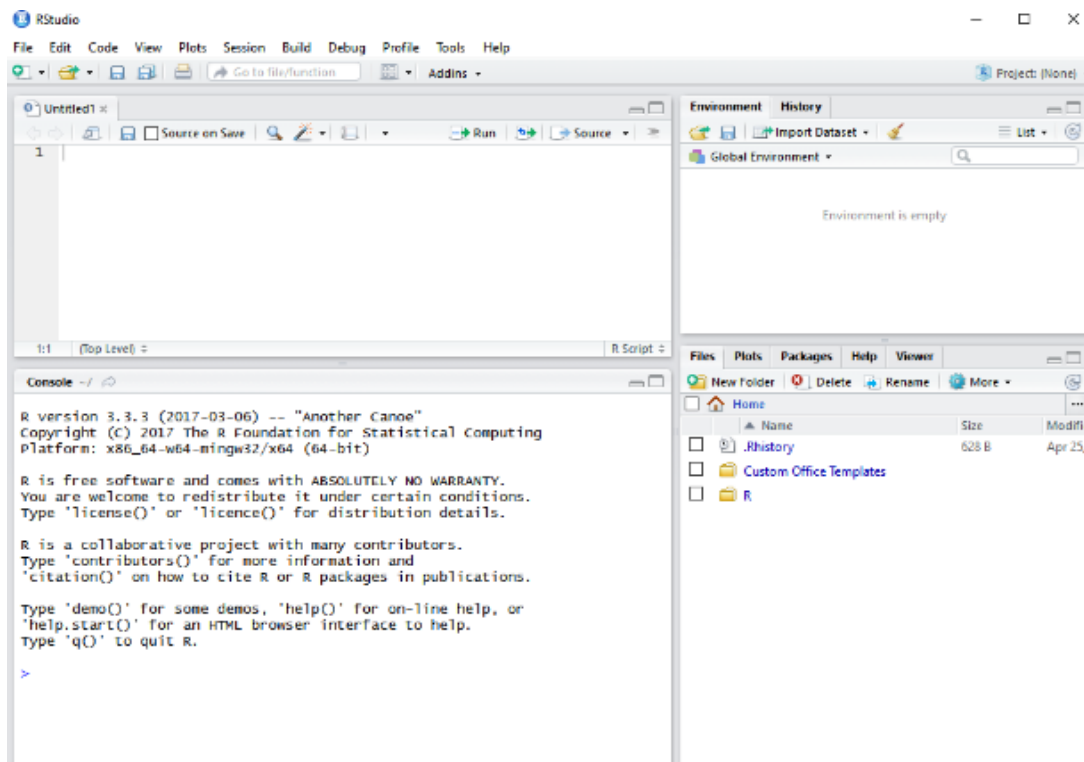 RStudio
File Edit Code View Plots Session Build Debug Profile Tools Help
Go to file/function Addins Project: (None)
Untitled1
Source on Save Run Source
1
1:1 (Top Level) R Script
Console ~/
R version 3.3.3 (2017-03-06) -- "Another Canoe"
Copyright (C) 2017 The R Foundation for Statistical Computing
Platform: x86_64-w64-mingw32/x64 (64-bit)
R is free software and comes with ABSOLUTELY NO WARRANTY.
You are welcome to redistribute it under certain conditions.
Type 'license()' or 'licence()' for distribution details.
R is a collaborative project with many contributors.
Type 'contributors()' for more information and
'citation()' on how to cite R or R packages in publications.
Type 'demo()' for some demos, 'help()' for on-line help, or
'help.start()' for an HTML browser interface to help.
Type 'q()' to quit R.
>
Environment History
Import Dataset List
Global Environment
Environment is empty
Files Plots Packages Help Viewer
New Folder Delete Rename More
Home
Name Size Modifi
.Rhistory 628 B Apr 25,
Custom Office Templates
R